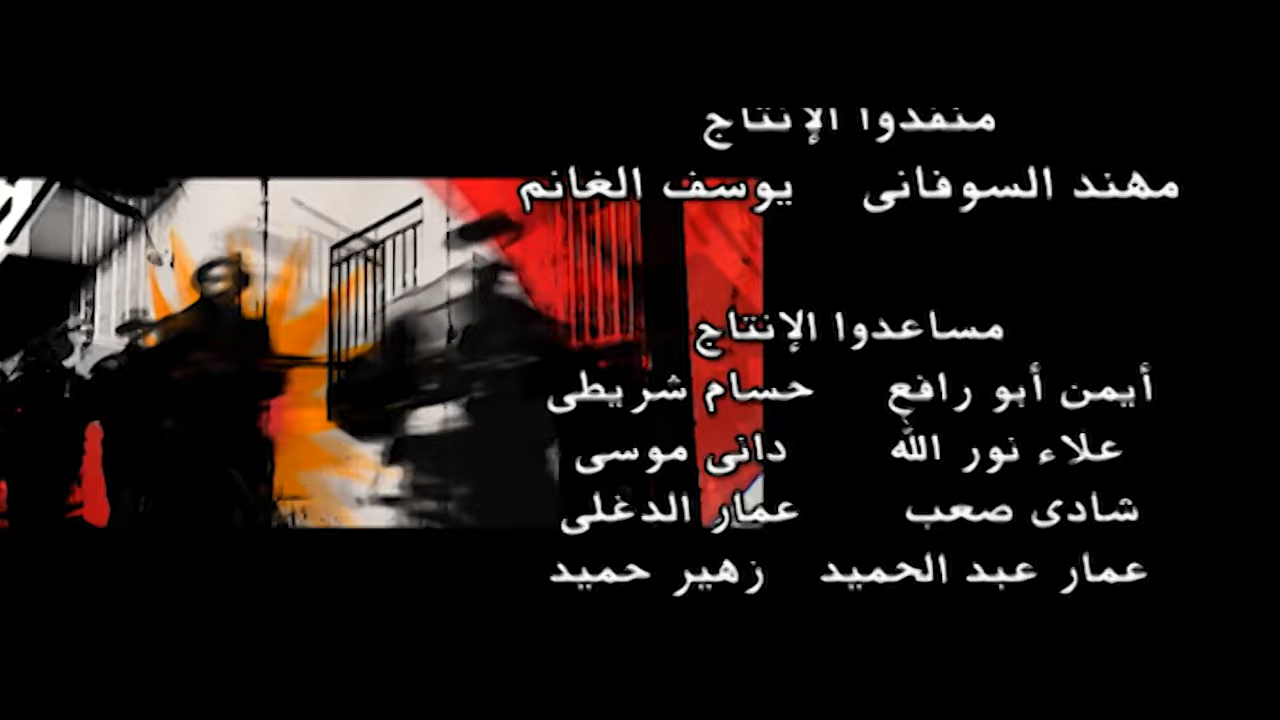 منفذوا الإنتاج
مهند السوفانى يوسف الغانم
مساعدوا الإنتاج
أيمن أبو رافع حسام شريطى
علاء نور الله دانى موسى
شادى صعب عمار الدغلى
عمار عبد الحميد زهير حميد